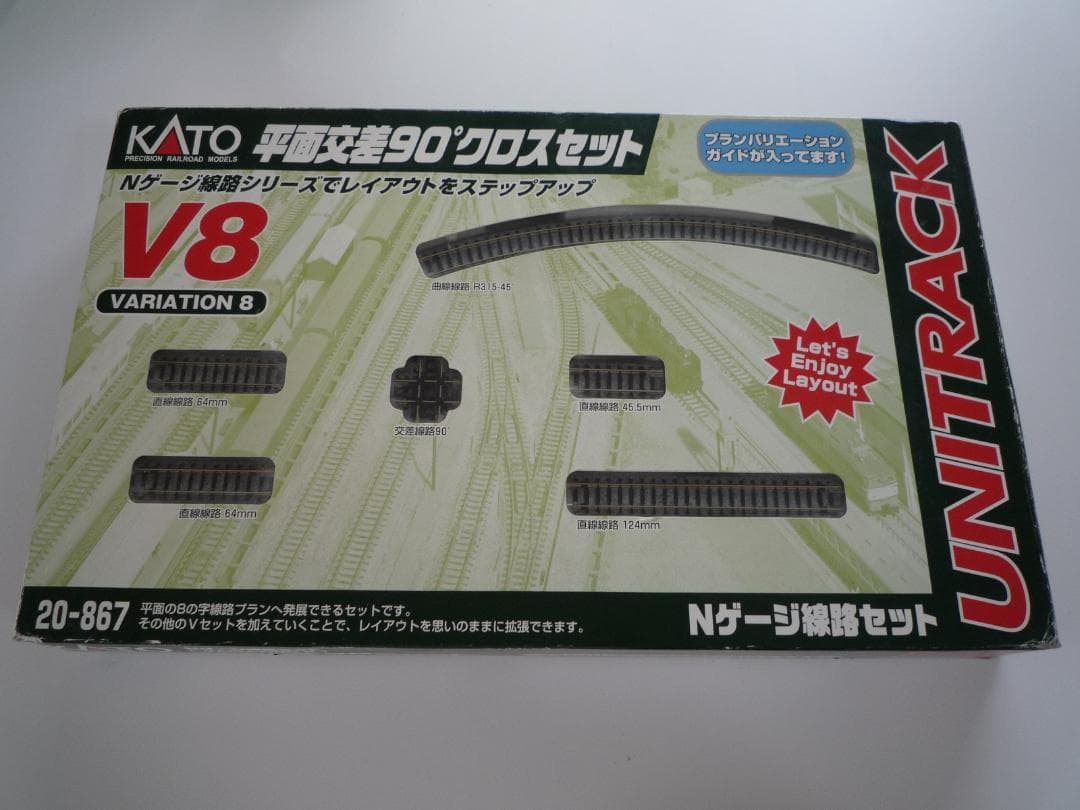 KATO
PRECISION RAILROAD MODELS
平面交差90°クロスセット
プランバリエーション
ガイドが入ってます!
Nゲージ線路シリーズでレイアウトをステップアップ
V8
VARIATION 8
曲線線路 R315-45°
Let's
Enjoy
Layout
直線線路 64mm
交差線路90°
直線線路 45.5mm
直線線路 64mm
直線線路 124mm
UNITRACK
20-867
平面の8の字線路プランへ発展できるセットです。
その他のVセットを加えていくことで、レイアウトを思いのままに拡張できます。
Nゲージ線路セット